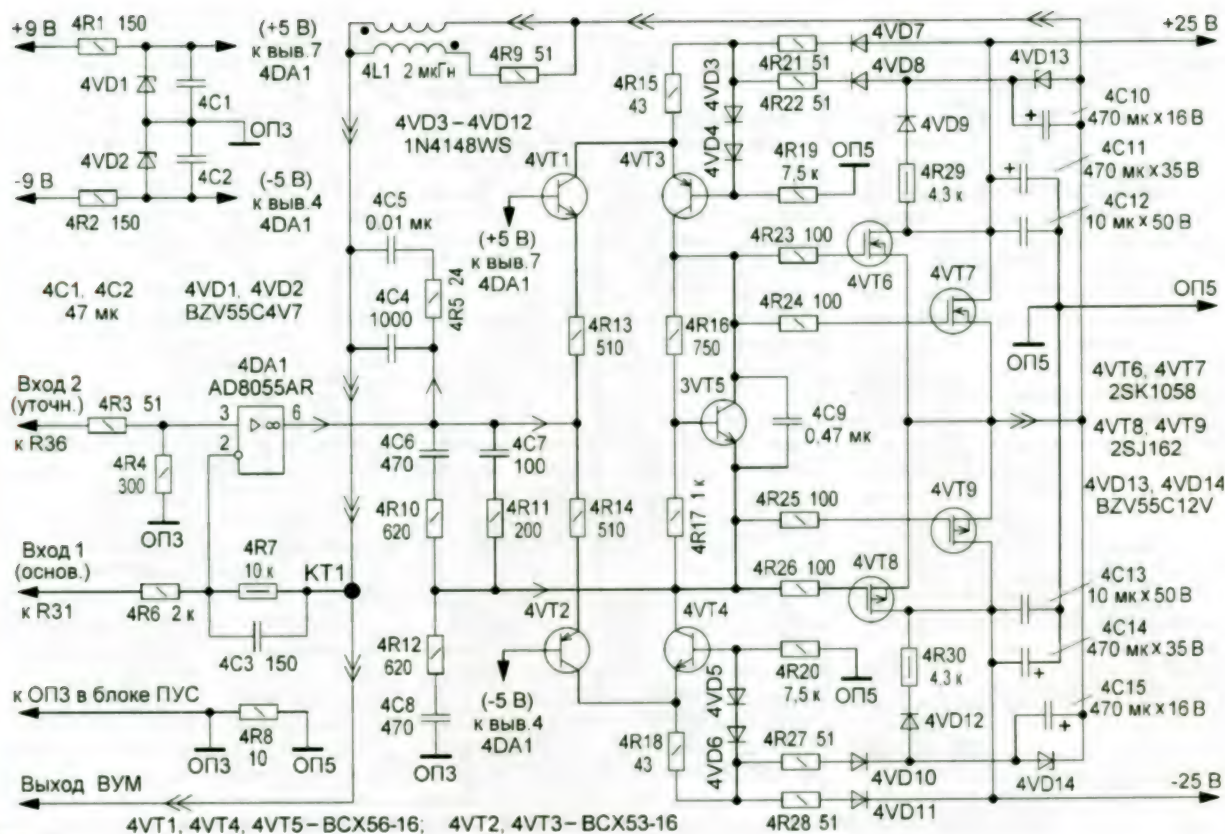 +9 В
4R1 150
(+5 В)
к выв.7
4DA1
4VD1
4C1
ОПЗ
4VD2
4C2
-9 В
4R2 150
(-5 В)
к выв.4
4DA1
4C1, 4C2
47 мк
4VD1, 4VD2
BZV55C4V7
4L1 2 мкГн
4R9 51
4VD3 – 4VD12
1N4148WS
4VT1
(+5 В)
к выв.7
4DA1
4C5
0,01 мк
4R5 24
4C4
1000
4R15
43
4VT3
4VD3
4VD4
4R21 51
4R22 51
4R19
7,5 к
ОП5
4VD7
4VD8
4VD9
4R29
4,3 к
4VD13
+25 В
4C10
470 мк х 16 В
4C11
470 мк х 35 В
4C12
10 мк х 50 В
4R23 100
4VT6
4R24 100
4VT7
ОП5
ОП5
4R13
510
4R16
750
3VT5
4C9
0,47 мк
4VT6, 4VT7
2SK1058
4VT8, 4VT9
2SJ162
4VD13, 4VD14
BZV55C12V
4DA1
AD8055AR
Вход 2
(уточн.)
к R36
4R3 51
3
2
6
▷
8
4R4
300
ОПЗ
4C6
470
4C7
100
4R10
620
4R11
200
4R14
510
4R17 1 к
4R25 100
4VT9
4R26 100
4VT8
Вход 1
(основ.)
к R31
4R6 2 к
4R7
10 к
КТ1
4C3 150
4R12
620
4C8
470
ОПЗ
4VT2
(-5 В)
к выв.4
4DA1
4VT4
4R18
43
4VD5
4VD6
4R20
7,5 к
ОП5
4R27 51
4R28 51
4VD10
4VD11
4R30
4,3 к
4VD12
4VD14
4C13
10 мк х 50 В
4C14
470 мк х 35 В
4C15
470 мк х 16 В
-25 В
к ОПЗ в блоке ПУС
4R8
10
ОПЗ
ОП5
Выход ВУМ
4VT1, 4VT4, 4VT5 – BCX56-16; 4VT2, 4VT3 – BCX53-16